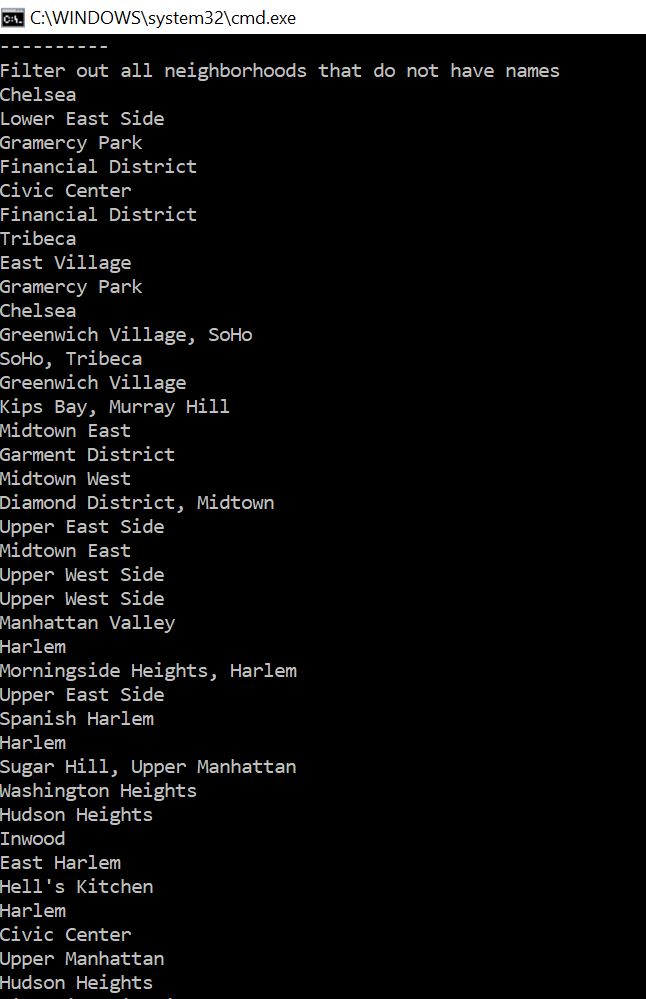 C:\WINDOWS\system32\cmd.exe
----------
Filter out all neighborhoods that do not have names
Chelsea
Lower East Side
Gramercy Park
Financial District
Civic Center
Financial District
Tribeca
East Village
Gramercy Park
Chelsea
Greenwich Village, SoHo
SoHo, Tribeca
Greenwich Village
Kips Bay, Murray Hill
Midtown East
Garment District
Midtown West
Diamond District, Midtown
Upper East Side
Midtown East
Upper West Side
Upper West Side
Manhattan Valley
Harlem
Morningside Heights, Harlem
Upper East Side
Spanish Harlem
Harlem
Sugar Hill, Upper Manhattan
Washington Heights
Hudson Heights
Inwood
East Harlem
Hell's Kitchen
Harlem
Civic Center
Upper Manhattan
Hudson Heights